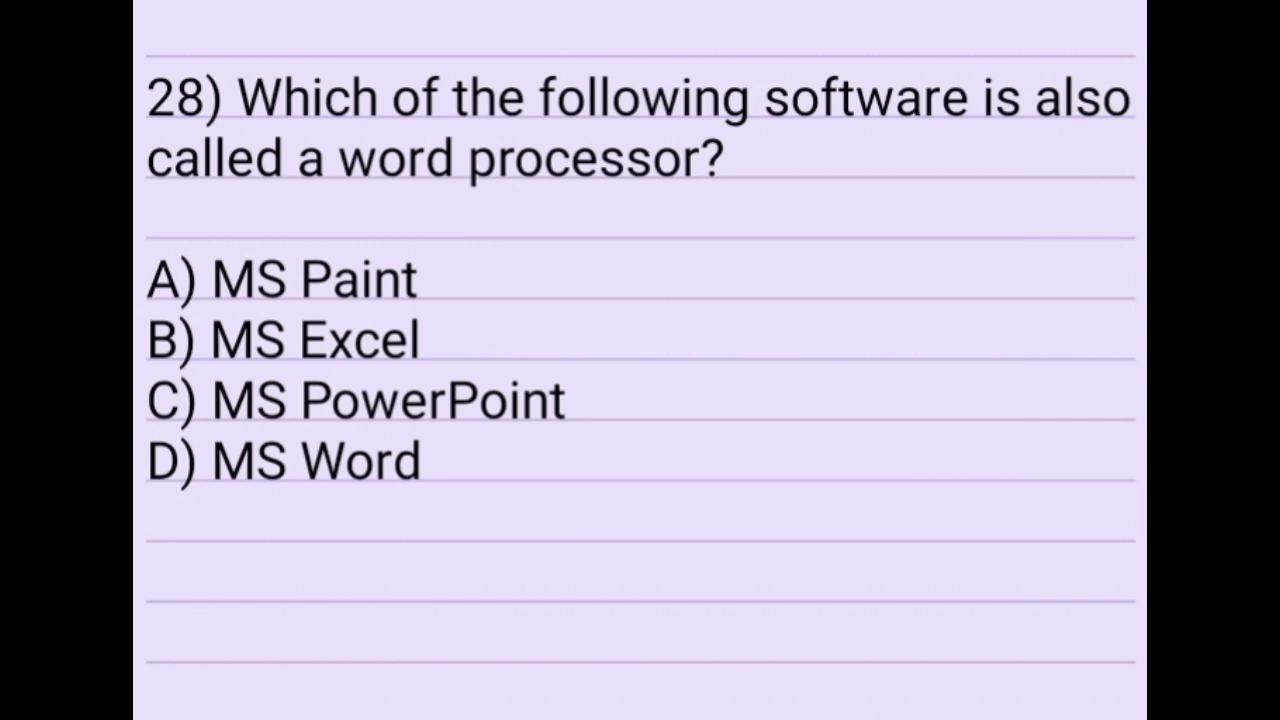 28) Which of the following software is also
called a word processor?
A) MS Paint
B) MS Excel
C) MS PowerPoint
D) MS Word